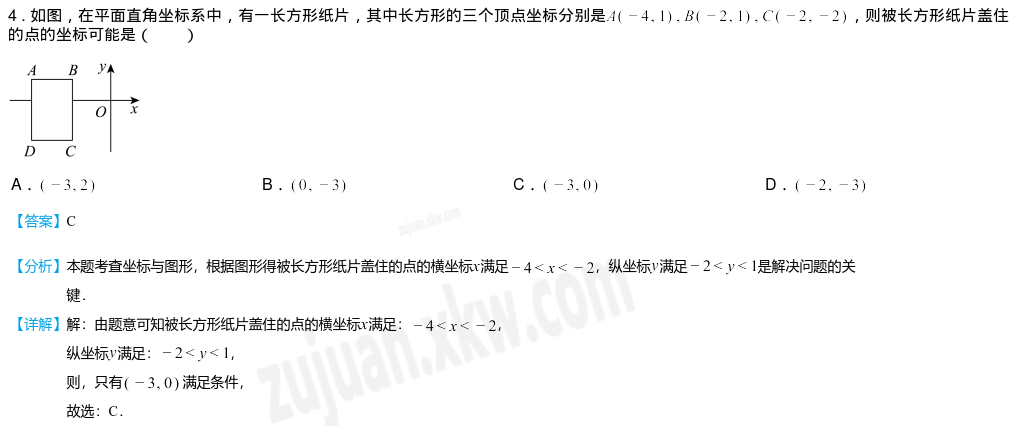 4．如图，在平面直角坐标系中，有一长方形纸片，其中长方形的三个顶点坐标分别是A(－4,1)，B(－2,1)，C(－2,－2)，则被长方形纸片盖住
的点的坐标可能是（　　）
A B y
O x
D C
A．(－3,2) B．(0,－3) C．(－3,0) D．(－2,－3)
【答案】C
【分析】本题考查坐标与图形，根据图形得被长方形纸片盖住的点的横坐标x满足－4<x<－2，纵坐标y满足－2<y<1是解决问题的关
键．
【详解】解：由题意可知被长方形纸片盖住的点的横坐标x满足：－4<x<－2，
纵坐标y满足：－2<y<1，
则，只有(－3,0)满足条件，
故选：C．
zujuan.xkw.com
zujuan.xkw.com